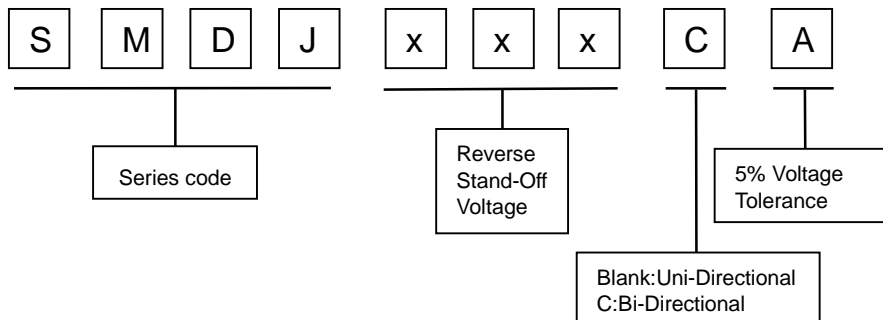 S M D J x x x C A
Series code
Reverse
Stand-Off
Voltage
5% Voltage
Tolerance
Blank:Uni-Directional
C:Bi-Directional